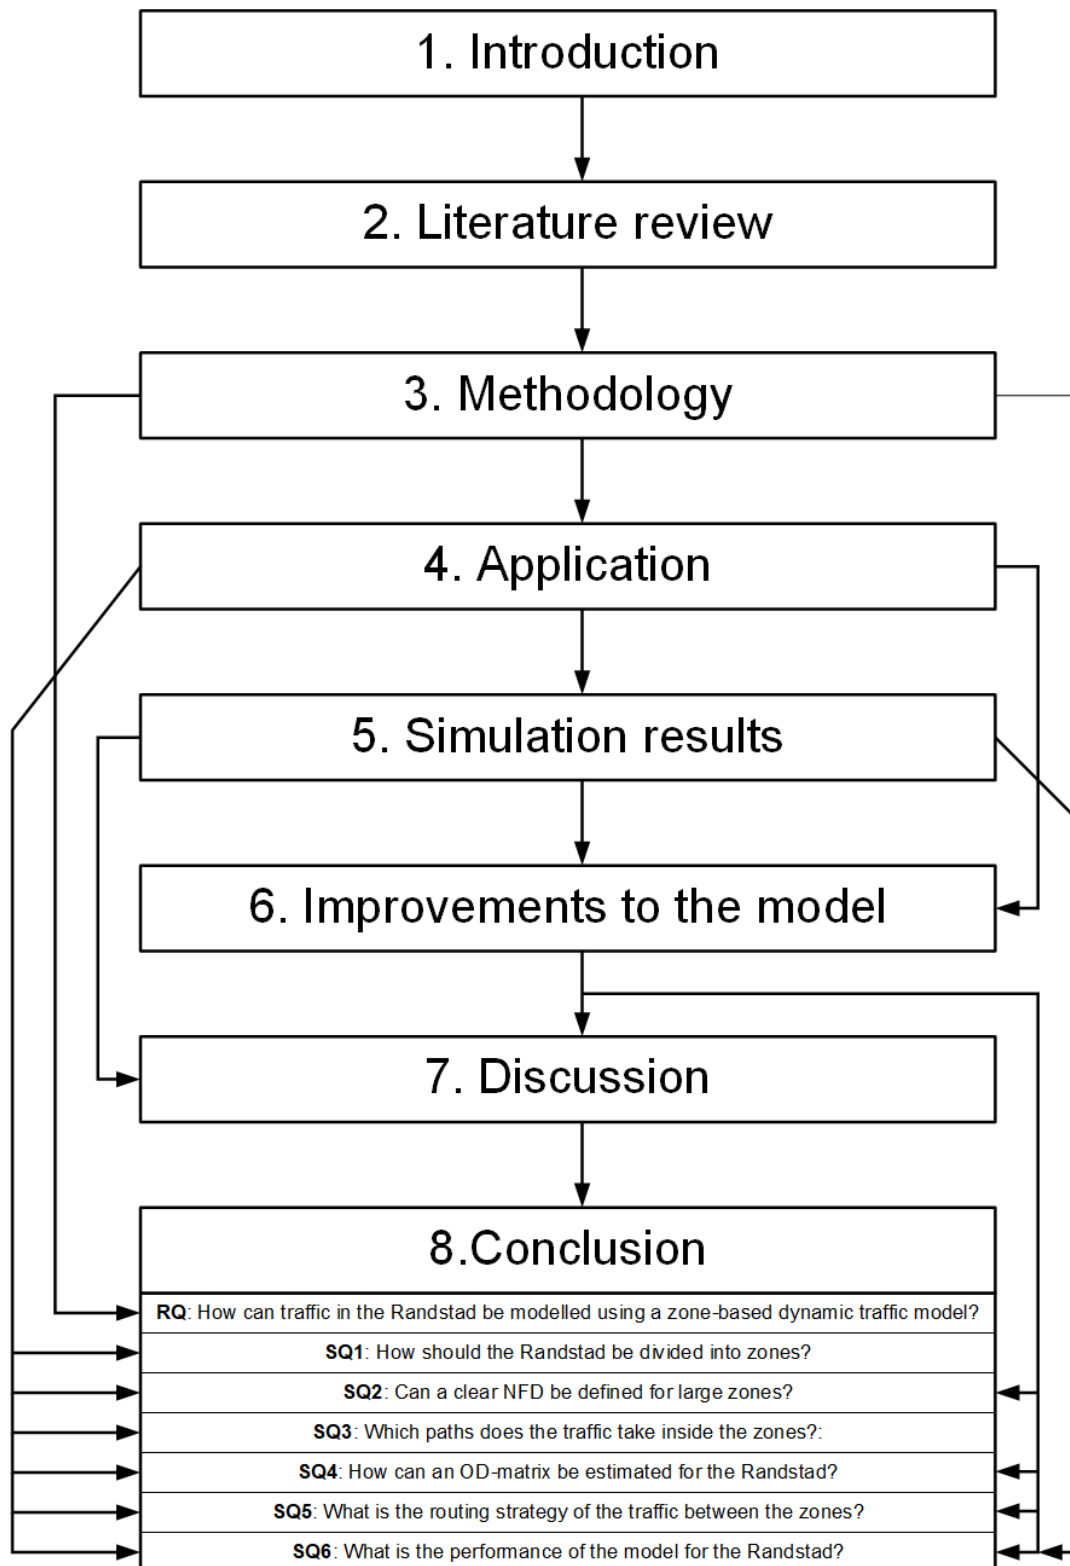 1. Introduction
2. Literature review
3. Methodology
4. Application
5. Simulation results
6. Improvements to the model
7. Discussion
8.Conclusion
RQ: How can traffic in the Randstad be modelled using a zone-based dynamic traffic model?
SQ1: How should the Randstad be divided into zones?
SQ2: Can a clear NFD be defined for large zones?
SQ3: Which paths does the traffic take inside the zones?:
SQ4: How can an OD-matrix be estimated for the Randstad?
SQ5: What is the routing strategy of the traffic between the zones?
SQ6: What is the performance of the model for the Randstad?